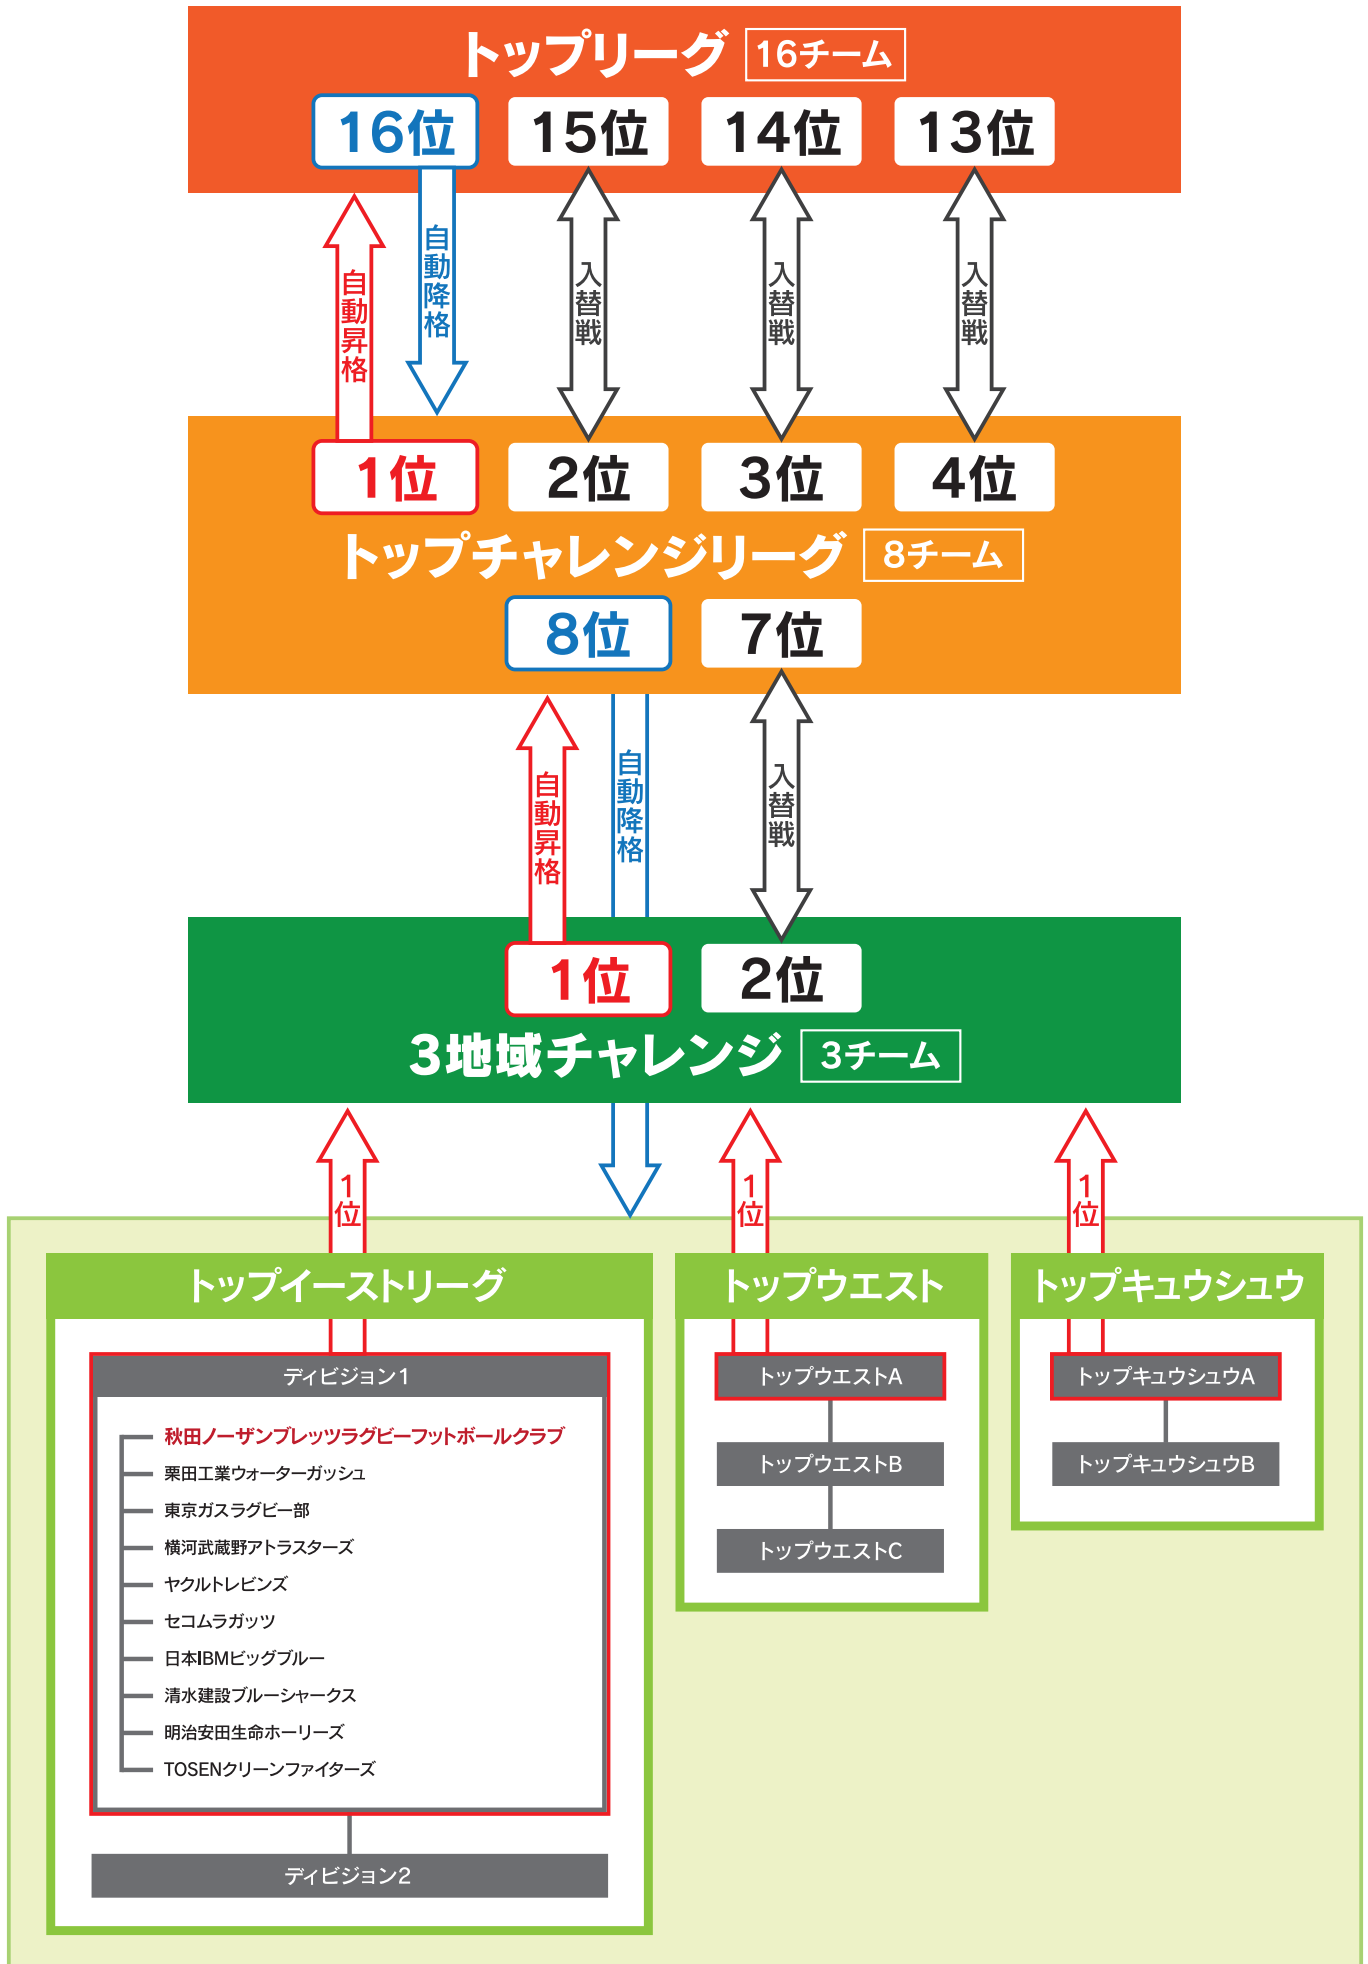 トップリーグ 16チーム
16位 15位 14位 13位
自動昇格
自動降格
入替戦
入替戦
入替戦
1位 2位 3位 4位
トップチャレンジリーグ 8チーム
8位 7位
自動昇格
自動降格
入替戦
1位 2位
3地域チャレンジ 3チーム
1位
1位
1位
トップイーストリーグ
ディビジョン1
秋田ノーザンブレッツラグビーフットボールクラブ
栗田工業ウォーターガッシュ
東京ガスラグビー部
横河武蔵野アトラスターズ
ヤクルトレビンズ
セコムラガッツ
日本IBMビッグブルー
清水建設ブルーシャークス
明治安田生命ホーリーズ
TOSENクリーンファイターズ
ディビジョン2
トップウエスト
トップウエストA
トップウエストB
トップウエストC
トップキュウシュウ
トップキュウシュウA
トップキュウシュウB